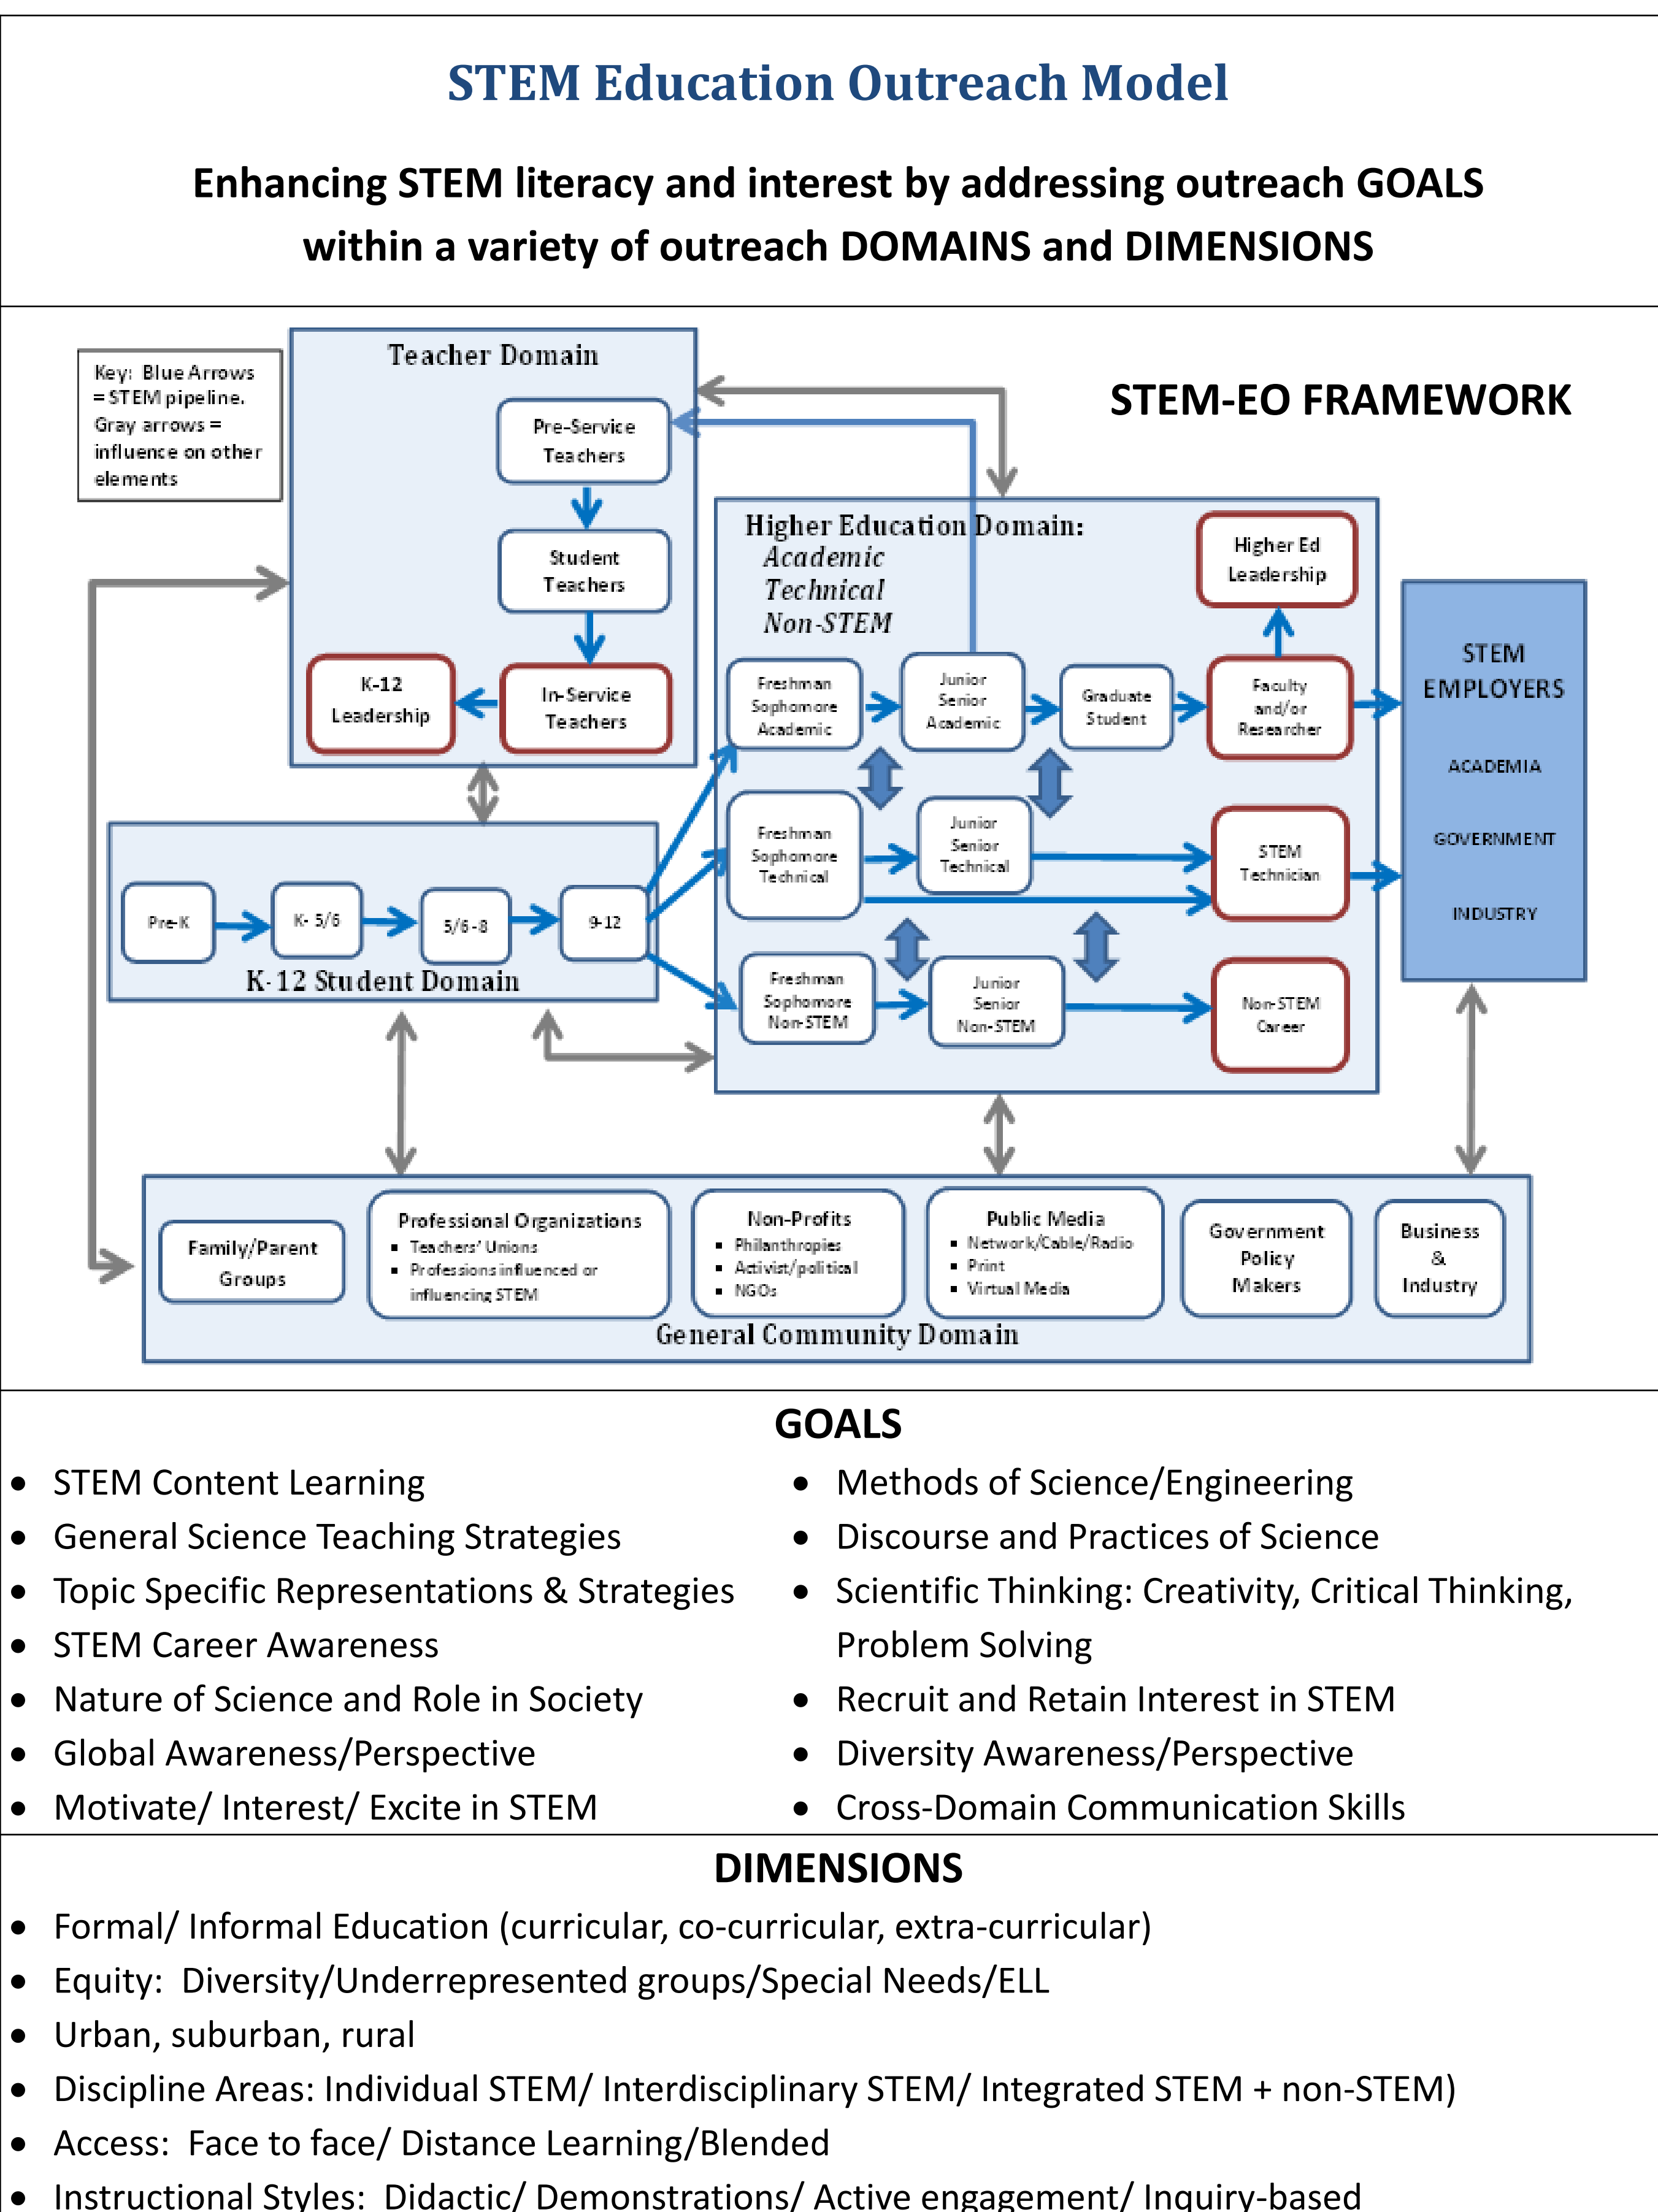 STEM Education Outreach Model
Enhancing STEM literacy and interest by addressing outreach GOALS
within a variety of outreach DOMAINS and DIMENSIONS
Key: Blue Arrows
= STEM pipeline.
Gray arrows =
influence on other
elements
Teacher Domain
Pre-Service
Teachers
Student
Teachers
In-Service
Teachers
K-12
Leadership
STEM-EO FRAMEWORK
Higher Education Domain:
Academic
Technical
Non-STEM
Higher Ed
Leadership
Freshman
Sophomore
Academic
Junior
Senior
Academic
Graduate
Student
Faculty
and/or
Researcher
Freshman
Sophomore
Technical
Junior
Senior
Technical
STEM
Technician
Freshman
Sophomore
Non-STEM
Junior
Senior
Non-STEM
Non-STEM
Career
STEM
EMPLOYERS
ACADEMIA
GOVERNMENT
INDUSTRY
Pre-K
K- 5/6
5/6-8
9-12
K-12 Student Domain
Family/Parent
Groups
Professional Organizations
▪ Teachers' Unions
▪ Professions influenced or
influencing STEM
Non-Profits
▪ Philanthropies
▪ Activist/political
▪ NGOs
Public Media
▪ Network/Cable/Radio
▪ Print
▪ Virtual Media
Government
Policy
Makers
Business
&
Industry
General Community Domain
GOALS
• STEM Content Learning
• General Science Teaching Strategies
• Topic Specific Representations & Strategies
• STEM Career Awareness
• Nature of Science and Role in Society
• Global Awareness/Perspective
• Motivate/ Interest/ Excite in STEM
• Methods of Science/Engineering
• Discourse and Practices of Science
• Scientific Thinking: Creativity, Critical Thinking,
Problem Solving
• Recruit and Retain Interest in STEM
• Diversity Awareness/Perspective
• Cross-Domain Communication Skills
DIMENSIONS
• Formal/ Informal Education (curricular, co-curricular, extra-curricular)
• Equity:  Diversity/Underrepresented groups/Special Needs/ELL
• Urban, suburban, rural
• Discipline Areas: Individual STEM/ Interdisciplinary STEM/ Integrated STEM + non-STEM)
• Access:  Face to face/ Distance Learning/Blended
• Instructional Styles:  Didactic/ Demonstrations/ Active engagement/ Inquiry-based